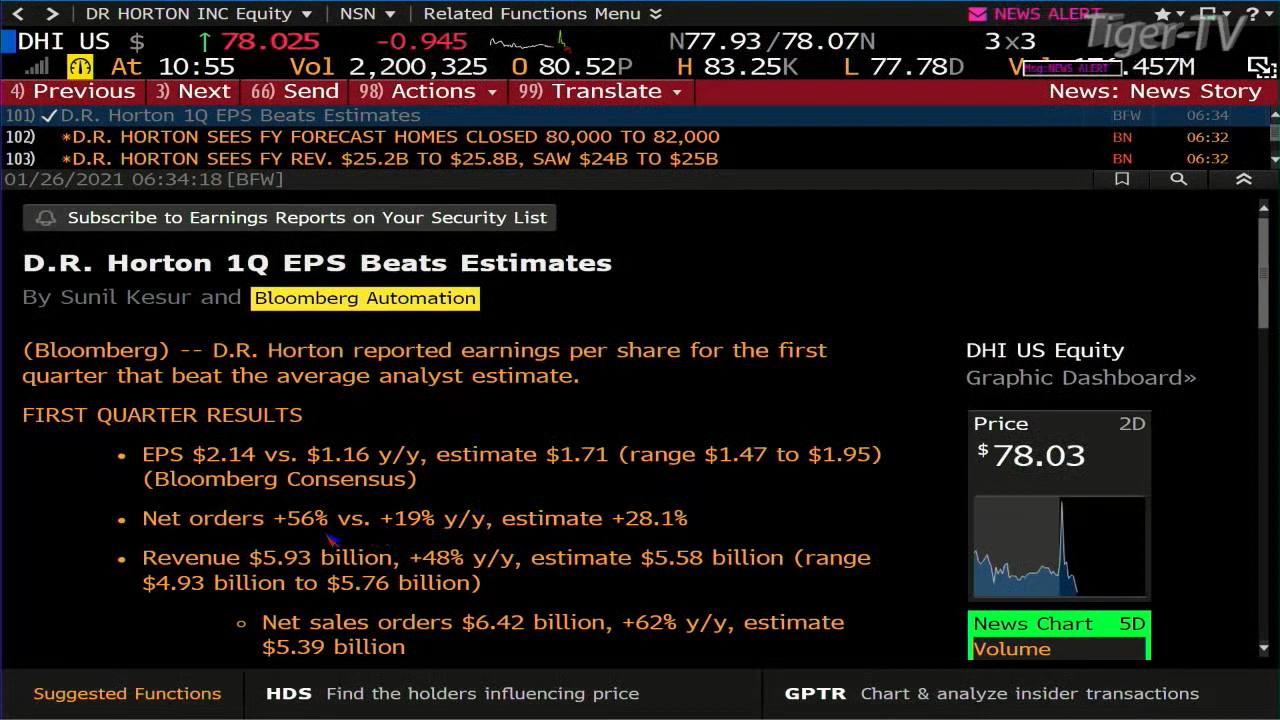 DR HORTON INC Equity NSN Related Functions Menu NEWS ALERT ?
DHI US $ ↑ 78.025 -0.945 N77.93/78.07N 3x3 Tiger-TV
At 10:55 Vol 2,200,325 O 80.52P H 83.25K L 77.78D Msg:NEWS ALERT .457M
4) Previous 3) Next 66) Send 98) Actions 99) Translate News: News Story
101) ✓D.R. Horton 1Q EPS Beats Estimates BFW 06:34
102) *D.R. HORTON SEES FY FORECAST HOMES CLOSED 80,000 TO 82,000 BN 06:32
103) *D.R. HORTON SEES FY REV. $25.2B TO $25.8B, SAW $24B TO $25B BN 06:32
01/26/2021 06:34:18 [BFW]
Subscribe to Earnings Reports on Your Security List
D.R. Horton 1Q EPS Beats Estimates
By Sunil Kesur and Bloomberg Automation
(Bloomberg) -- D.R. Horton reported earnings per share for the first
quarter that beat the average analyst estimate.
FIRST QUARTER RESULTS
• EPS $2.14 vs. $1.16 y/y, estimate $1.71 (range $1.47 to $1.95)
(Bloomberg Consensus)
• Net orders +56% vs. +19% y/y, estimate +28.1%
• Revenue $5.93 billion, +48% y/y, estimate $5.58 billion (range
$4.93 billion to $5.76 billion)
○ Net sales orders $6.42 billion, +62% y/y, estimate
$5.39 billion
DHI US Equity
Graphic Dashboard»
Price 2D
$78.03
News Chart 5D
Volume
Suggested Functions HDS Find the holders influencing price GPTR Chart & analyze insider transactions